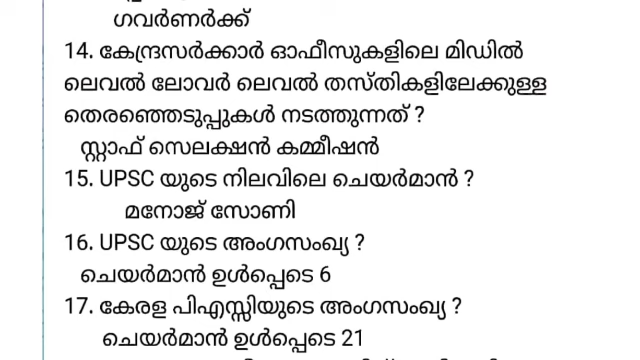 ഗവർണർക്ക്
14. കേന്ദ്രസർക്കാർ ഓഫീസുകളിലെ മിഡിൽ
ലെവൽ ലോവർ ലെവൽ തസ്തികളിലേക്കുള്ള
തെരഞ്ഞെടുപ്പുകൾ നടത്തുന്നത് ?
സ്റ്റാഫ് സെലക്ഷൻ കമ്മീഷൻ
15. UPSC യുടെ നിലവിലെ ചെയർമാൻ ?
മനോജ് സോണി
16. UPSC യുടെ അംഗസംഖ്യ ?
ചെയർമാൻ ഉൾപ്പെടെ 6
17. കേരള പിഎസ്സിയുടെ അംഗസംഖ്യ ?
ചെയർമാൻ ഉൾപ്പെടെ 21